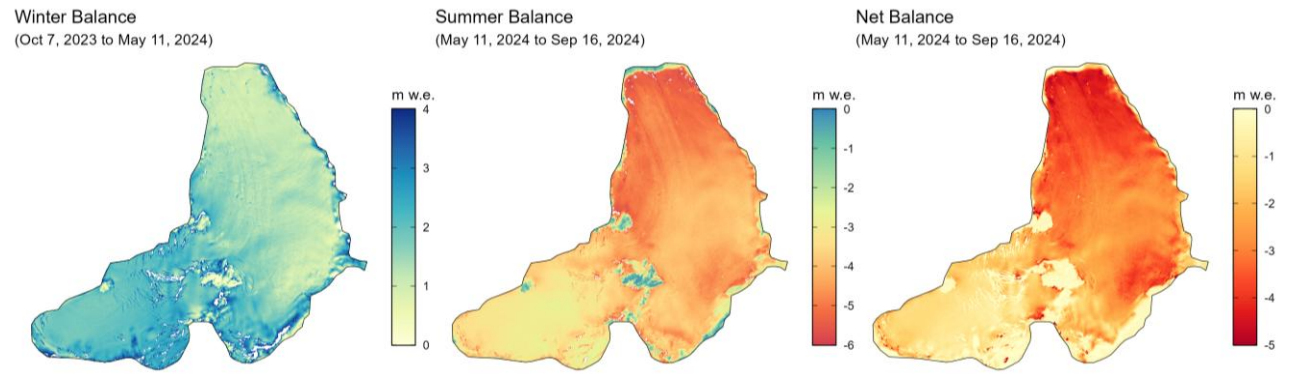 Winter Balance
(Oct 7, 2023 to May 11, 2024)
m w.e.
4
3
2
1
0
Summer Balance
(May 11, 2024 to Sep 16, 2024)
m w.e.
0
-1
-2
-3
-4
-5
-6
Net Balance
(May 11, 2024 to Sep 16, 2024)
m w.e.
0
-1
-2
-3
-4
-5